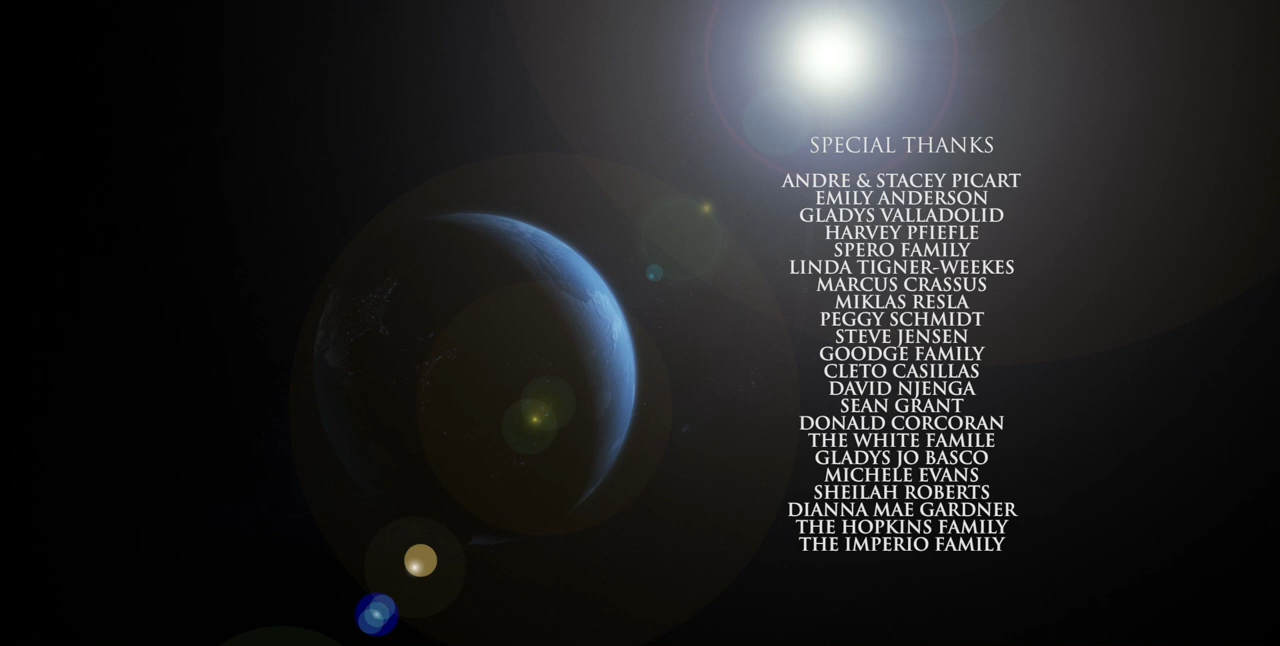 SPECIAL THANKS
ANDRE & STACEY PICART
EMILY ANDERSON
GLADYS VALLADOLID
HARVEY PFIEFLE
SPERO FAMILY
LINDA TIGNER-WEEKES
MARCUS CRASSUS
MIKLAS RESLA
PEGGY SCHMIDT
STEVE JENSEN
GOODGE FAMILY
CLETO CASILLAS
DAVID NJENGA
SEAN GRANT
DONALD CORCORAN
THE WHITE FAMILE
GLADYS JO BASCO
MICHELE EVANS
SHEILAH ROBERTS
DIANNA MAE GARDNER
THE HOPKINS FAMILY
THE IMPERIO FAMILY